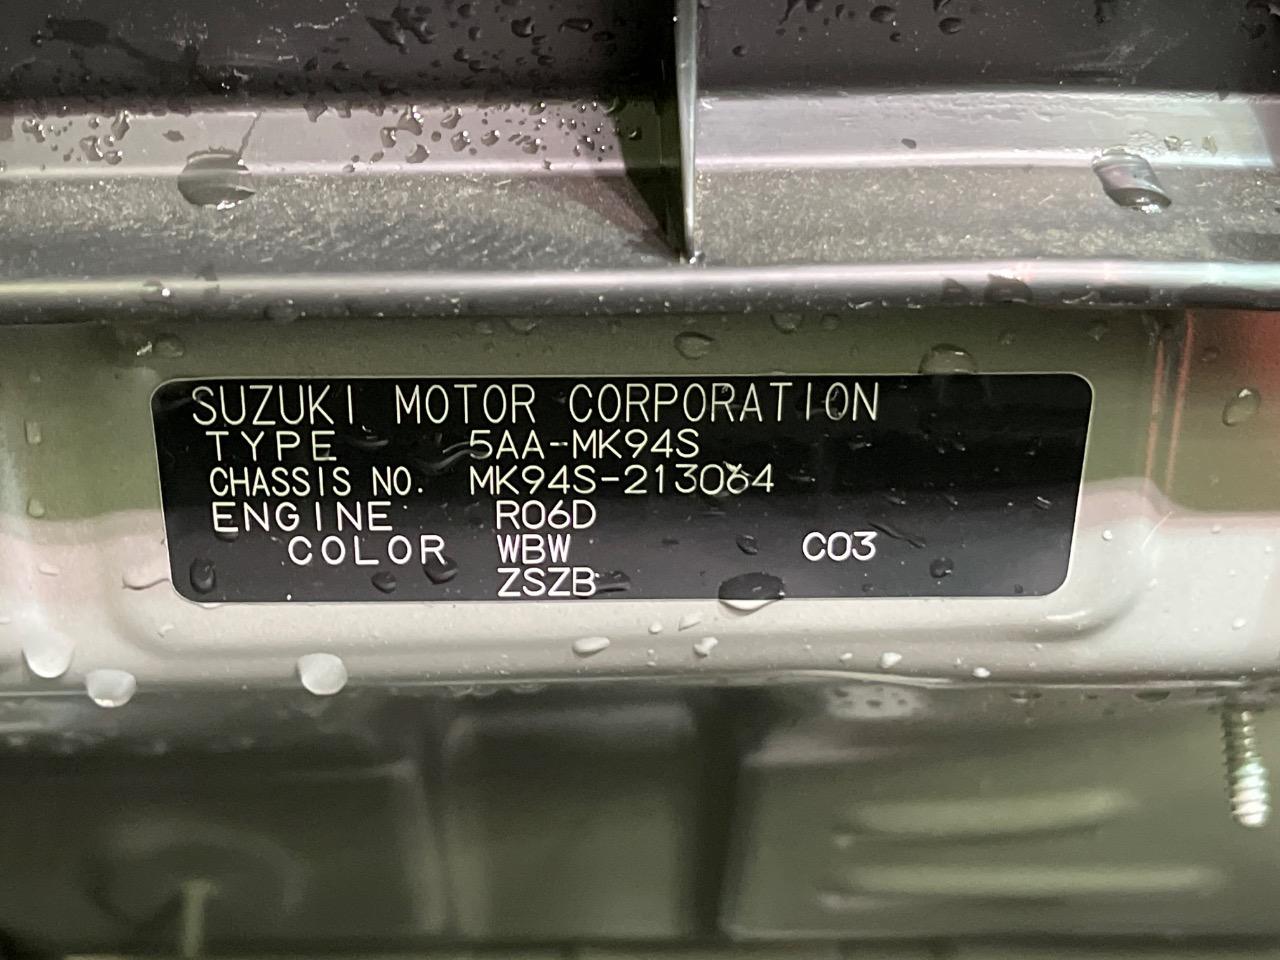 SUZUKI MOTOR CORPORATION
TYPE 5AA-MK94S
CHASSIS NO. MK94S-213064
ENGINE R06D
COLOR WBW C03
ZSZB